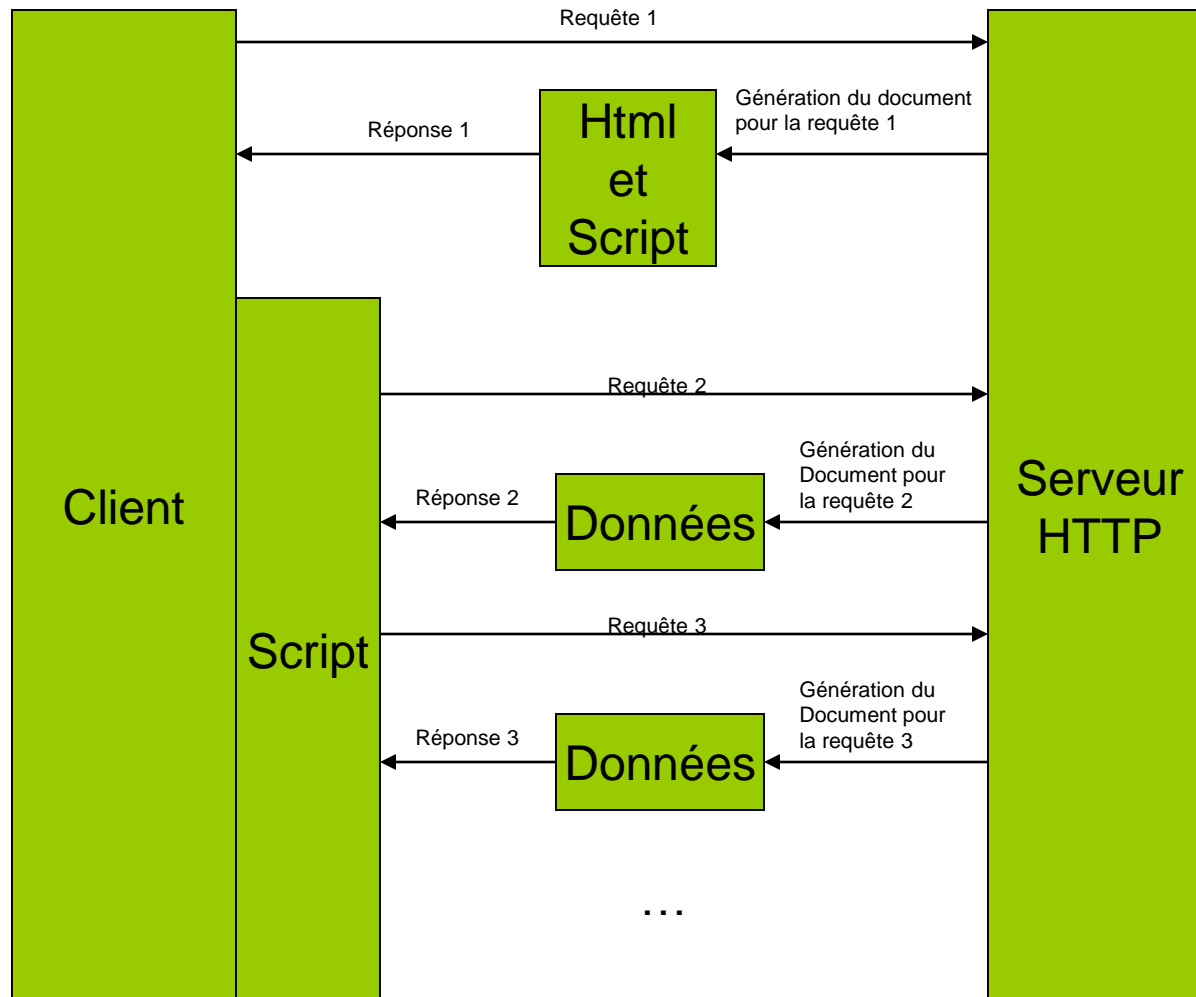 Requête 1
Génération du document
pour la requête 1
Réponse 1
Html
et
Script
Requête 2
Génération du
Document pour
la requête 2
Réponse 2
Données
Client
Serveur
HTTP
Script
Requête 3
Génération du
Document pour
la requête 3
Réponse 3
Données
...